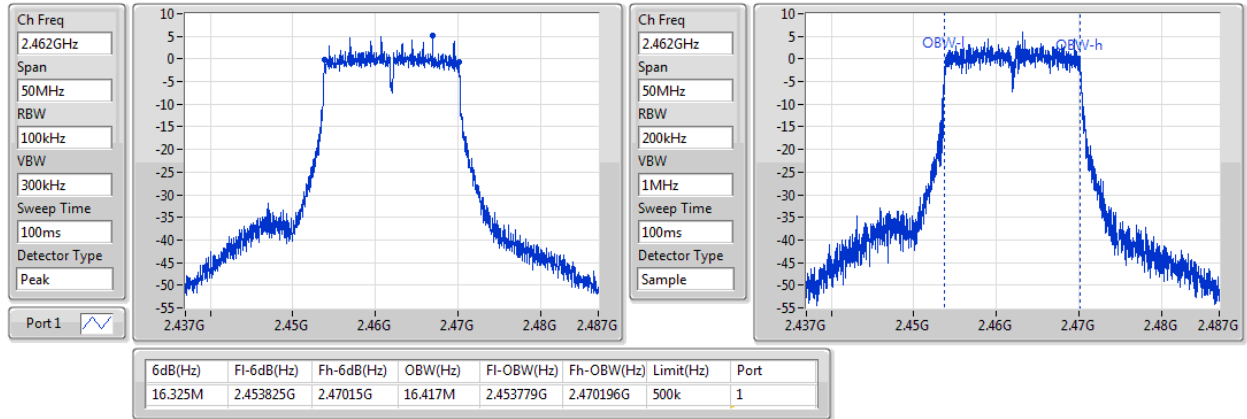 Ch Freq
2.462GHz
Span
50MHz
RBW
100kHz
VBW
300kHz
Sweep Time
100ms
Detector Type
Peak
Port 1
10
5
0
-5
-10
-15
-20
-25
-30
-35
-40
-45
-50
-55
2.437G 2.45G 2.46G 2.47G 2.48G 2.487G
Ch Freq
2.462GHz
Span
50MHz
RBW
200kHz
VBW
1MHz
Sweep Time
100ms
Detector Type
Sample
10
5
0
-5
-10
-15
-20
-25
-30
-35
-40
-45
-50
-55
OBW-l OBW-h
2.437G 2.45G 2.46G 2.47G 2.48G 2.487G
6dB(Hz) Fl-6dB(Hz) Fh-6dB(Hz) OBW(Hz) Fl-OBW(Hz) Fh-OBW(Hz) Limit(Hz) Port
16.325M 2.453825G 2.47015G 16.417M 2.453779G 2.470196G 500k 1